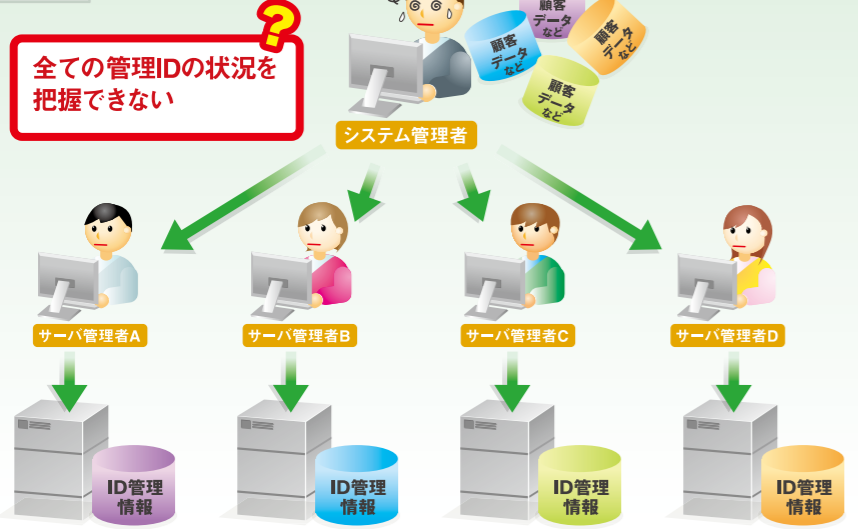 ?
全ての管理IDの状況を
把握できない
顧客
データ
など
顧客
データ
など
顧客
データ
など
顧客
データ
など
システム管理者
サーバ管理者A
サーバ管理者B
サーバ管理者C
サーバ管理者D
ID管理
情報
ID管理
情報
ID管理
情報
ID管理
情報